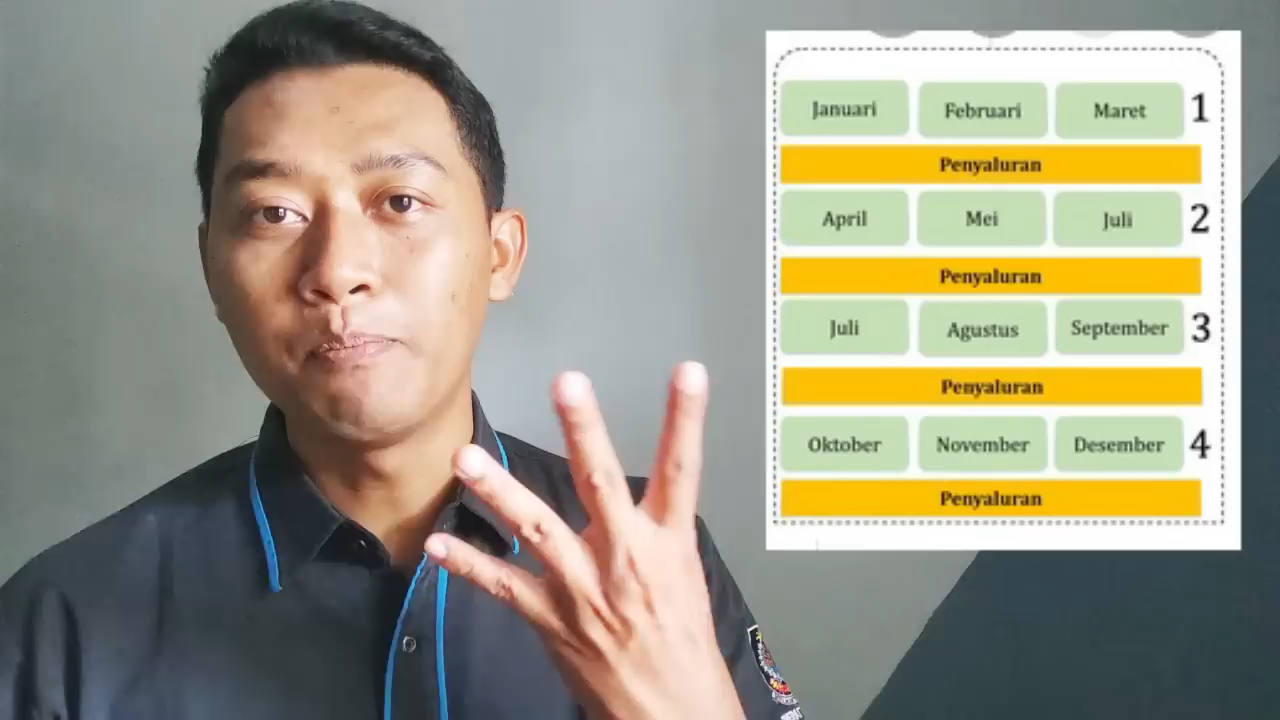 Januari Februari Maret 1
Penyaluran
April Mei Juli 2
Penyaluran
Juli Agustus September 3
Penyaluran
Oktober November Desember 4
Penyaluran